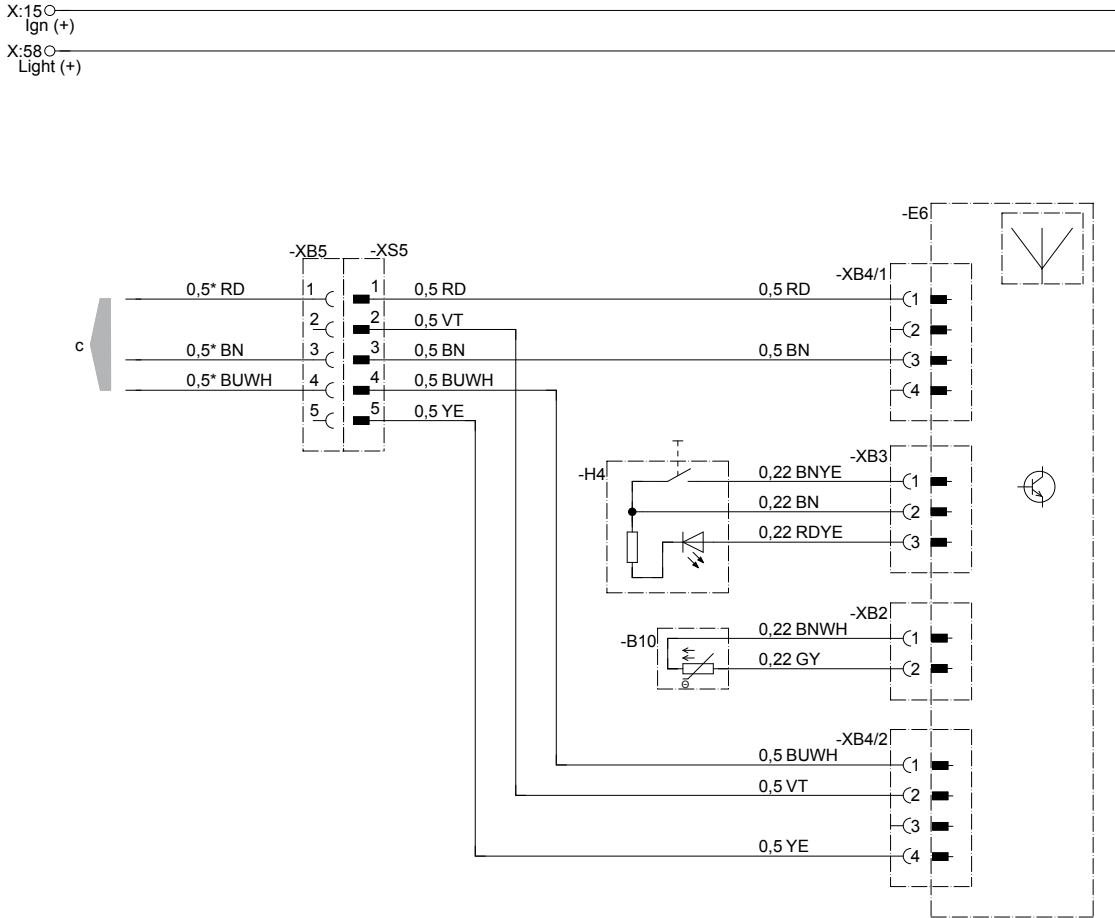 X:15
Ign (+)
X:58
Light (+)
-E6
-XB5 -XS5
-XB4/1
0,5* RD 1 1 0,5 RD 0,5 RD 1
2 2 0,5 VT 2
c
0,5* BN 3 3 0,5 BN 0,5 BN 3
0,5* BUWH 4 4 0,5 BUWH 4
5 5 0,5 YE
-XB3
-H4 0,22 BNYE 1
0,22 BN 2
0,22 RDYE 3
-XB2
-B10 0,22 BNWH 1
0,22 GY 2
-XB4/2
0,5 BUWH 1
0,5 VT 2
3
0,5 YE 4